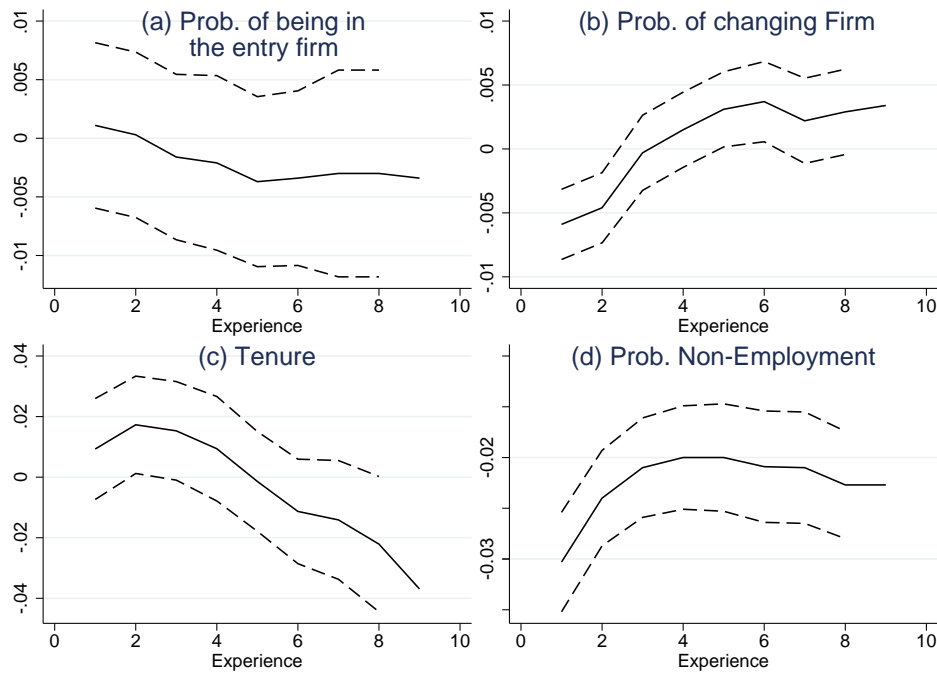 (a) Prob. of being in
the entry firm
.01
.005
0
-.005
-.01
0 2 4 6 8 10
Experience
(b) Prob. of changing Firm
.01
.005
0
-.005
-.01
0 2 4 6 8 10
Experience
(c) Tenure
.04
.02
0
-.02
-.04
0 2 4 6 8 10
Experience
(d) Prob. Non-Employment
-0.02
-0.03
0 2 4 6 8 10
Experience